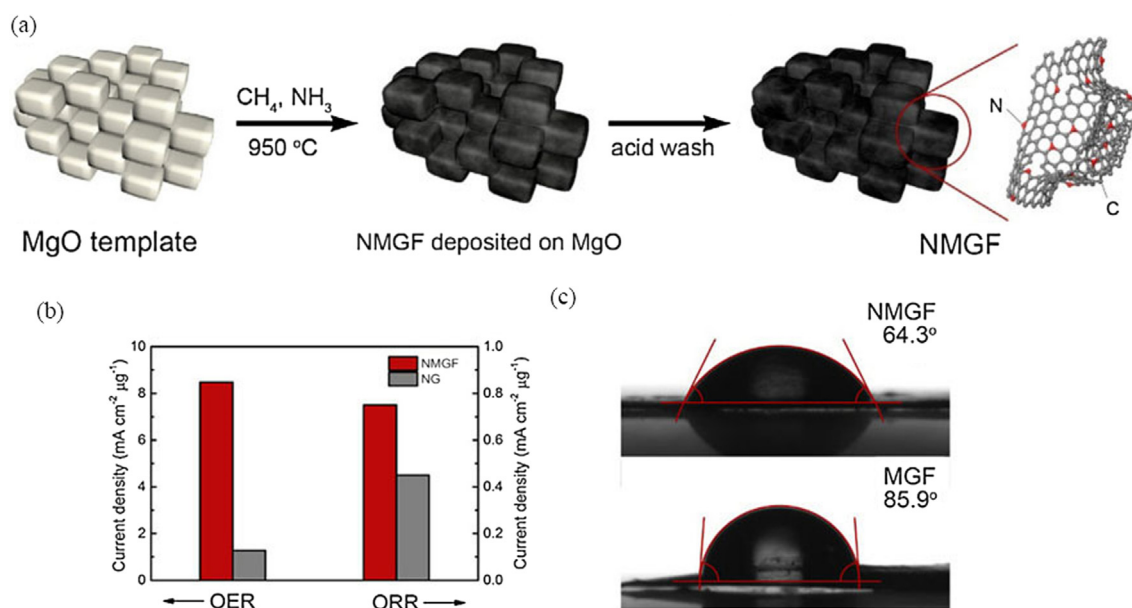 (a)
CH₄, NH₃
950 ºC
acid wash
N
C
MgO template
NMGF deposited on MgO
NMGF
(b)
10
8
6
4
2
0
Current density (mA cm⁻² µg⁻¹)
NMGF
NG
1.0
0.8
0.6
0.4
0.2
0.0
Current density (mA cm⁻² µg⁻¹)
← OER
ORR →
(c)
NMGF
64.3º
MGF
85.9º